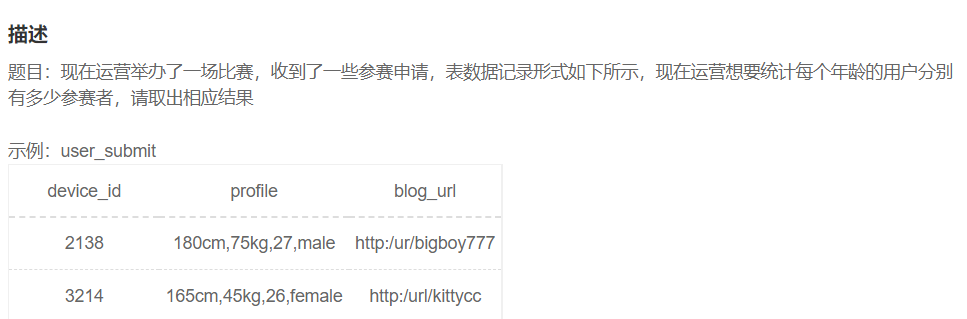 描述
题目：现在运营举办了一场比赛，收到了一些参赛申请，表数据记录形式如下所示，现在运营想要统计每个年龄的用户分别
有多少参赛者，请取出相应结果
示例：user_submit
device_id profile blog_url
2138 180cm,75kg,27,male http:/ur/bigboy777
3214 165cm,45kg,26,female http:/url/kittycc